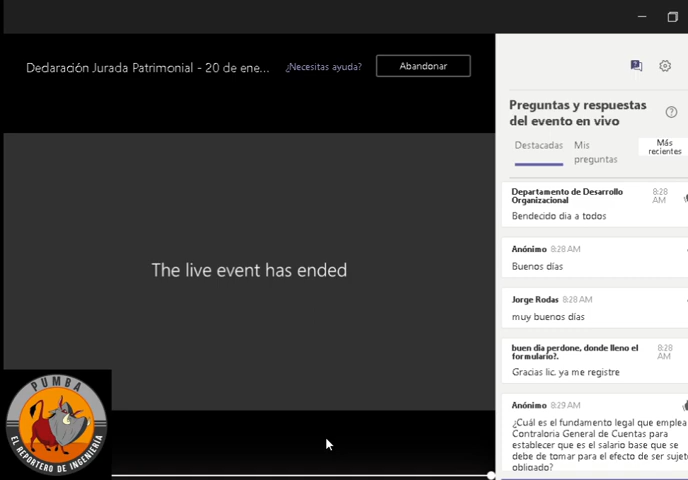 Declaración Jurada Patrimonial - 20 de ene...
¿Necesitas ayuda?
Abandonar
The live event has ended
Preguntas y respuestas
del evento en vivo
Destacadas
Mis
preguntas
Más
recientes
Departamento de Desarrollo
Organizacional
8:28
AM
Bendecido dia a todos
Anónimo 8:28 AM
Buenos días
Jorge Rodas 8:28 AM
muy buenos días
buen dia perdone, donde lleno el
formulario?.
8:28
AM
Gracias lic. ya me registre
Anónimo 8:29 AM
¿Cuál es el fundamento legal que emplea
Contraloria General de Cuentas para
establecer que es el salario base que se
debe de tomar para el efecto de ser sujeto
obligado?
PUMBA
EL REPORTERO DE INGENIERÍA